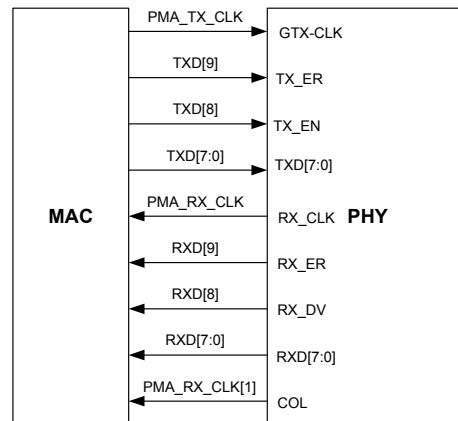 PMA_TX_CLK
GTX-CLK
TXD[9]
TX_ER
TXD[8]
TX_EN
TXD[7:0]
TXD[7:0]
MAC
PMA_RX_CLK
RX_CLK
PHY
RXD[9]
RX_ER
RXD[8]
RX_DV
RXD[7:0]
RXD[7:0]
PMA_RX_CLK[1]
COL